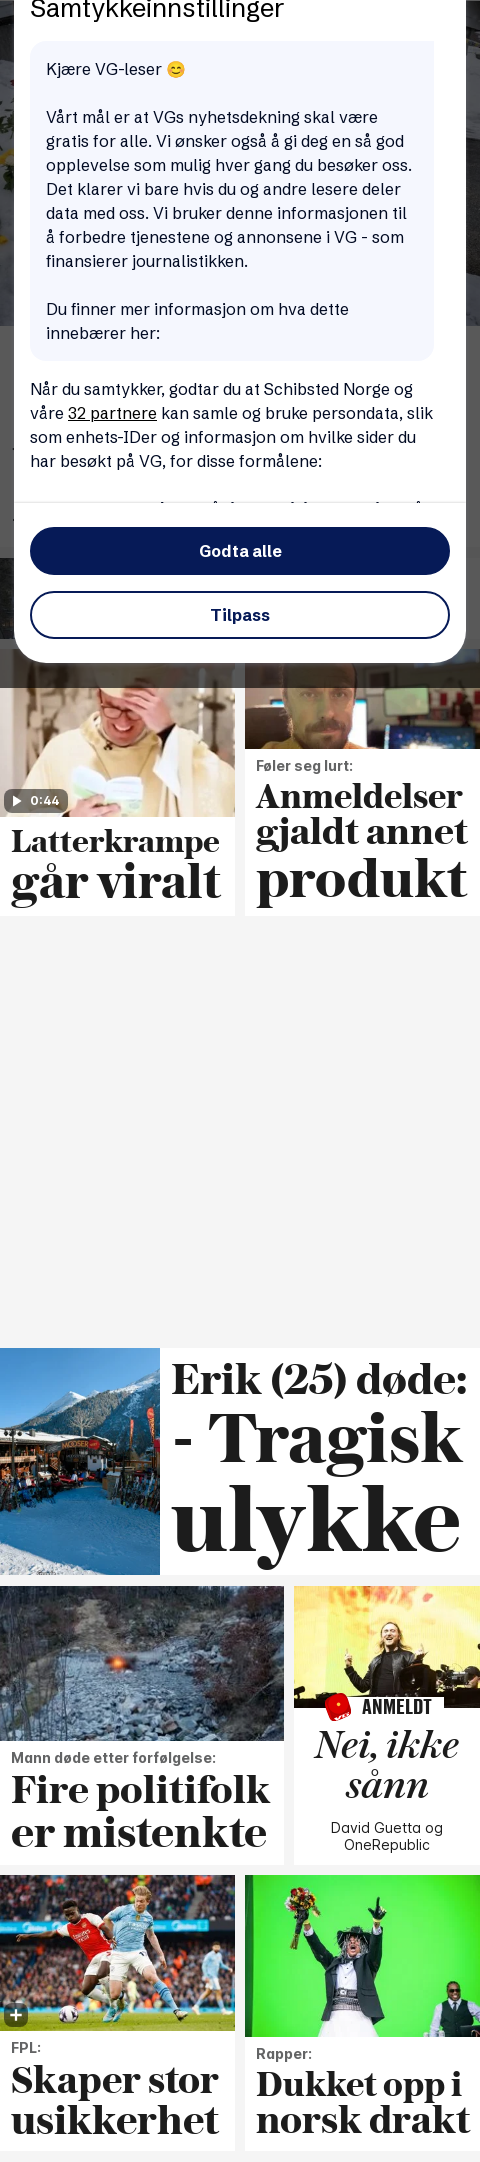 Samtykkeinnstillinger
Kjære VG-leser 😊
Vårt mål er at VGs nyhetsdekning skal være
gratis for alle. Vi ønsker også å gi deg en så god
opplevelse som mulig hver gang du besøker oss.
Det klarer vi bare hvis du og andre lesere deler
data med oss. Vi bruker denne informasjonen til
å forbedre tjenestene og annonsene i VG - som
finansierer journalistikken.
Du finner mer informasjon om hva dette
innebærer her:
Når du samtykker, godtar du at Schibsted Norge og
våre 32 partnere kan samle og bruke persondata, slik
som enhets-IDer og informasjon om hvilke sider du
har besøkt på VG, for disse formålene:
Godta alle
Tilpass
0:44
Latterkrampe
går viralt
Føler seg lurt:
Anmeldelser
gjaldt annet
produkt
Erik (25) døde:
- Tragisk
ulykke
Mann døde etter forfølgelse:
Fire politifolk
er mistenkte
ANMELDT
Nei, ikke
sånn
David Guetta og
OneRepublic
FPL:
Skaper stor
usikkerhet
Rapper:
Dukket opp i
norsk drakt